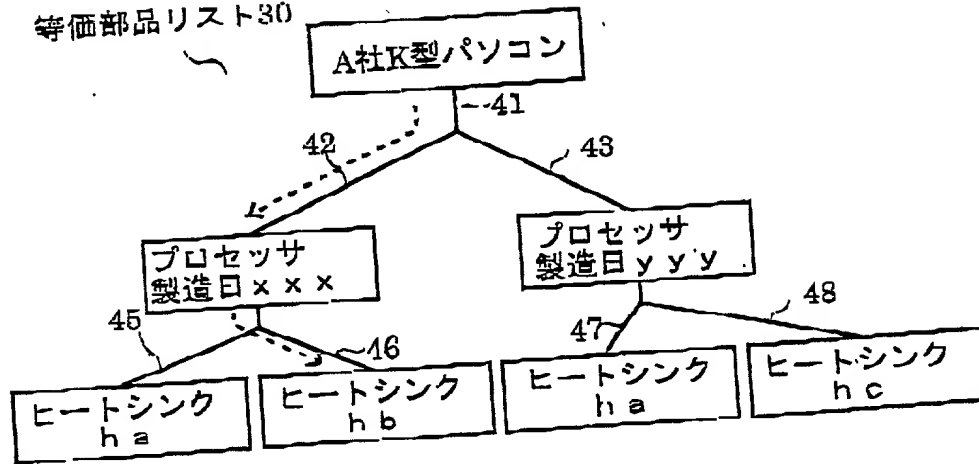 等価部品リスト30
A社K型パソコン
41
42
43
プロセッサ
製造日xxx
プロセッサ
製造日yyy
45
46
47
48
ヒートシンク
ha
ヒートシンク
hb
ヒートシンク
ha
ヒートシンク
hc